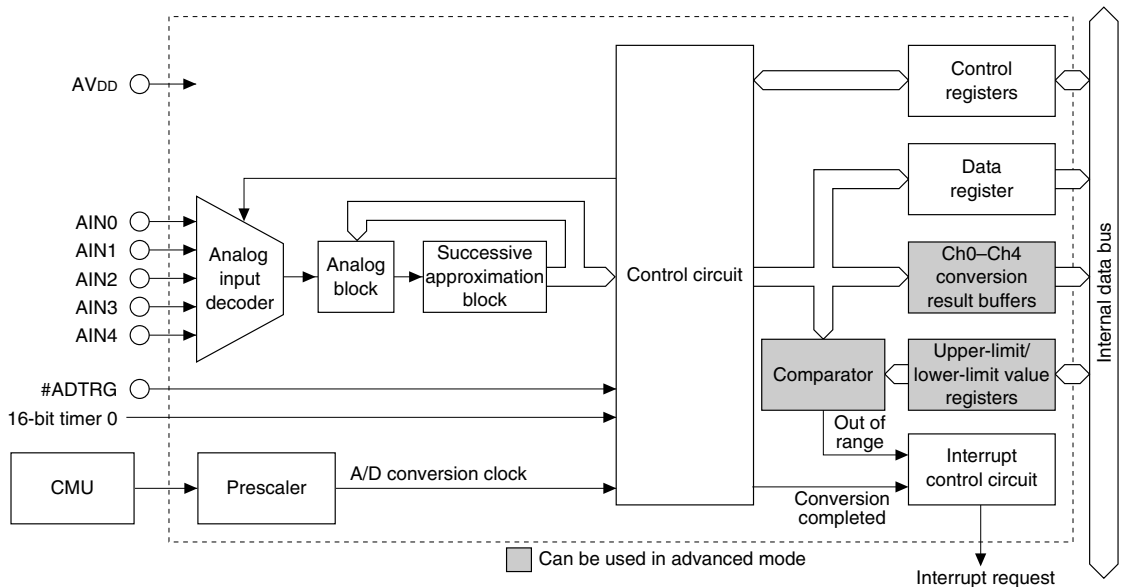 AVDD
Control
registers
Data
register
AIN0
AIN1
AIN2
AIN3
AIN4
Analog
input
decoder
Analog
block
Successive
approximation
block
Control circuit
Ch0–Ch4
conversion
result buffers
Internal data bus
Comparator
Upper-limit/
lower-limit value
registers
#ADTRG
16-bit timer 0
Out of
range
CMU
Prescaler
A/D conversion clock
Interrupt
control circuit
Conversion
completed
Can be used in advanced mode
Interrupt request